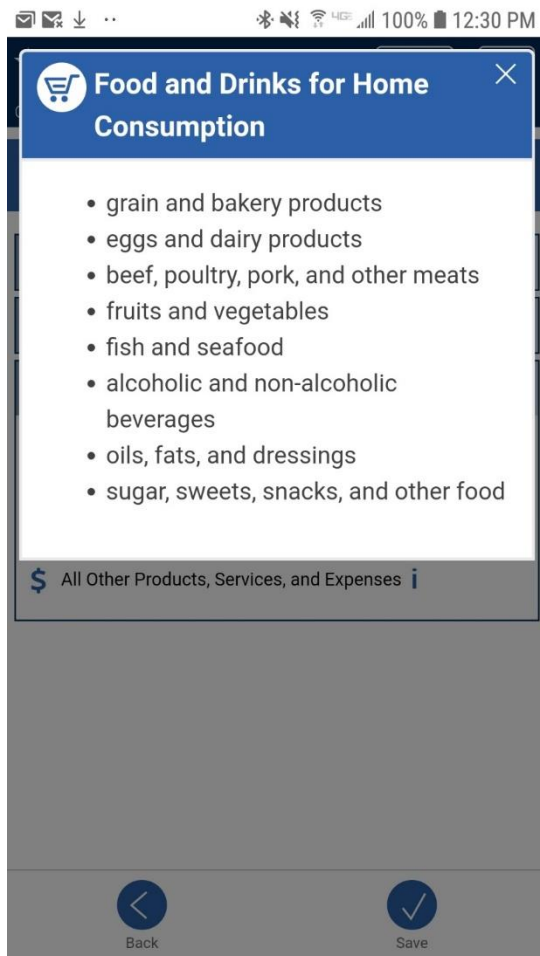 4GE 100% 12:30 PM
Food and Drinks for Home
Consumption
• grain and bakery products
• eggs and dairy products
• beef, poultry, pork, and other meats
• fruits and vegetables
• fish and seafood
• alcoholic and non-alcoholic
beverages
• oils, fats, and dressings
• sugar, sweets, snacks, and other food
$ All Other Products, Services, and Expenses i
Back Save